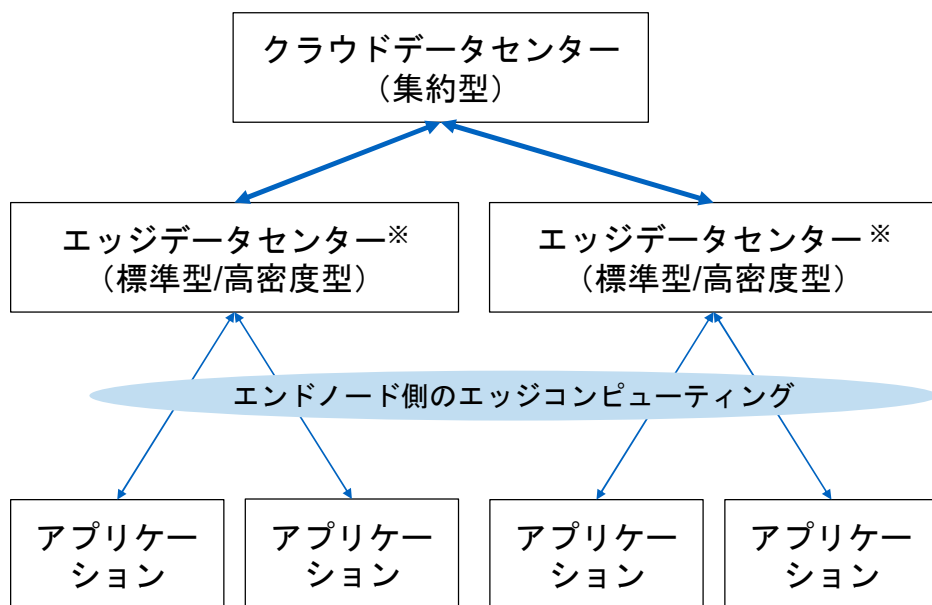 クラウドデータセンター
（集約型）
エッジデータセンター※
（標準型/高密度型）
エッジデータセンター※
（標準型/高密度型）
エンドノード側のエッジコンピューティング
アプリケー
ション
アプリケー
ション
アプリケー
ション
アプリケー
ション